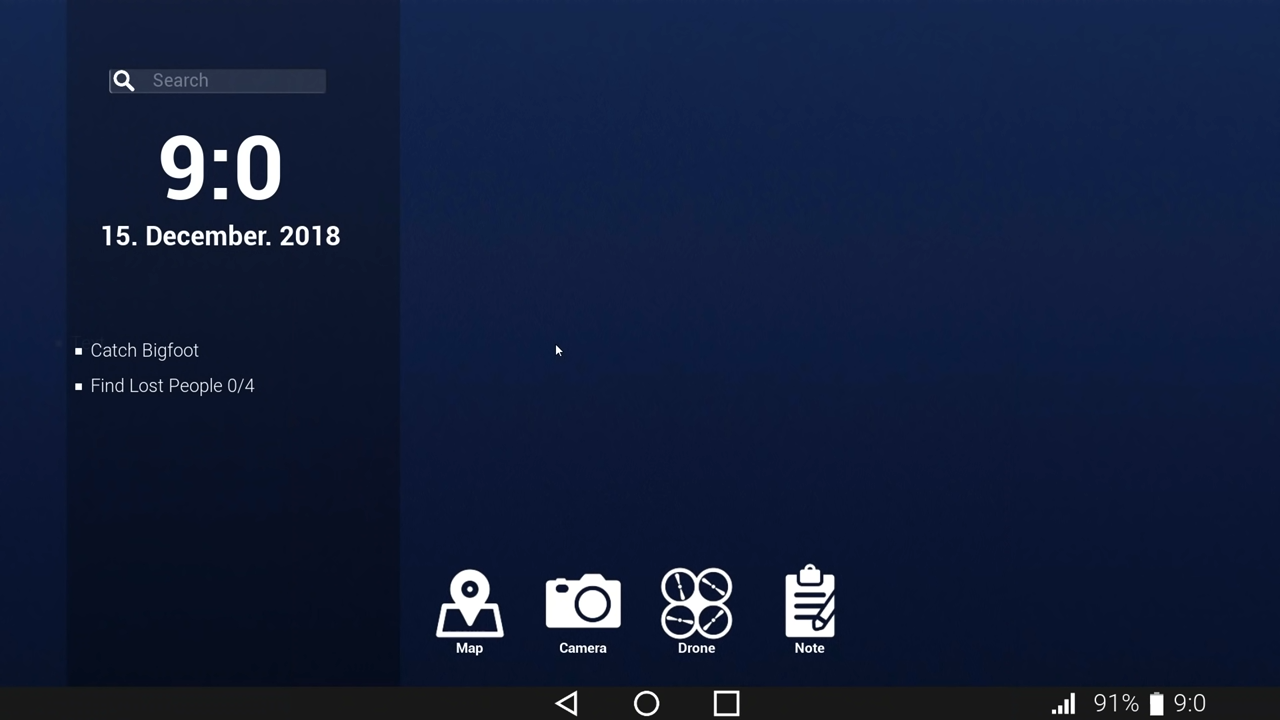 Search
9:0
15. December. 2018
Catch Bigfoot
Find Lost People 0/4
Map
Camera
Drone
Note
91% 9:0